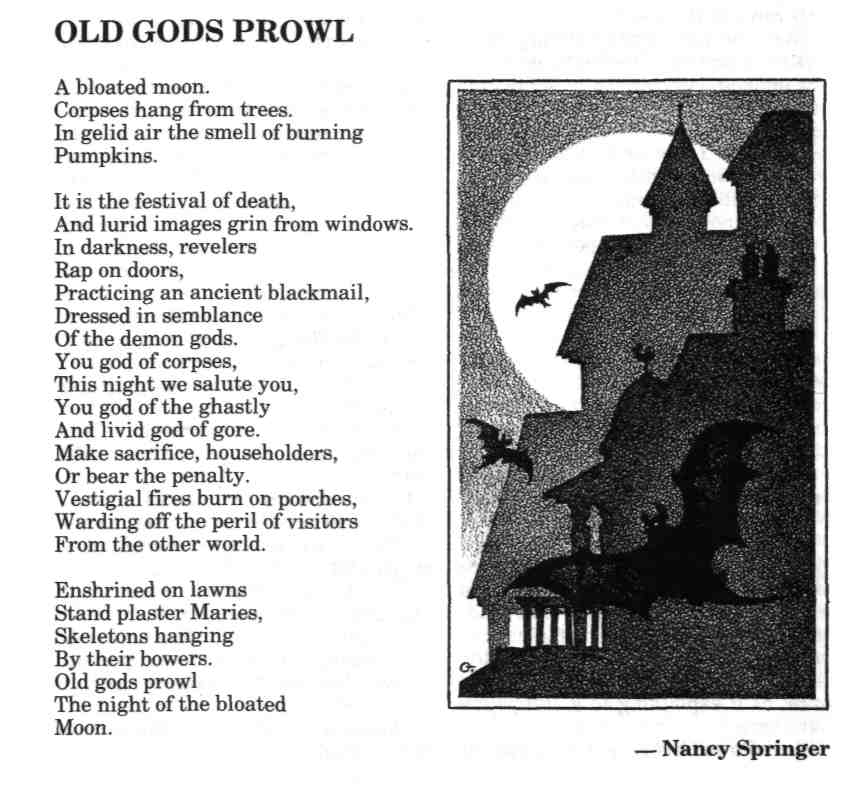 OLD GODS PROWL
A bloated moon.
Corpses hang from trees.
In gelid air the smell of burning
Pumpkins.
It is the festival of death,
And lurid images grin from windows.
In darkness, revelers
Rap on doors,
Practicing an ancient blackmail,
Dressed in semblance
Of the demon gods.
You god of corpses,
This night we salute you,
You god of the ghastly
And livid god of gore.
Make sacrifice, householders,
Or bear the penalty.
Vestigial fires burn on porches,
Warding off the peril of visitors
From the other world.
Enshrined on lawns
Stand plaster Maries,
Skeletons hanging
By their bowers.
Old gods prowl
The night of the bloated
Moon.
— Nancy Springer